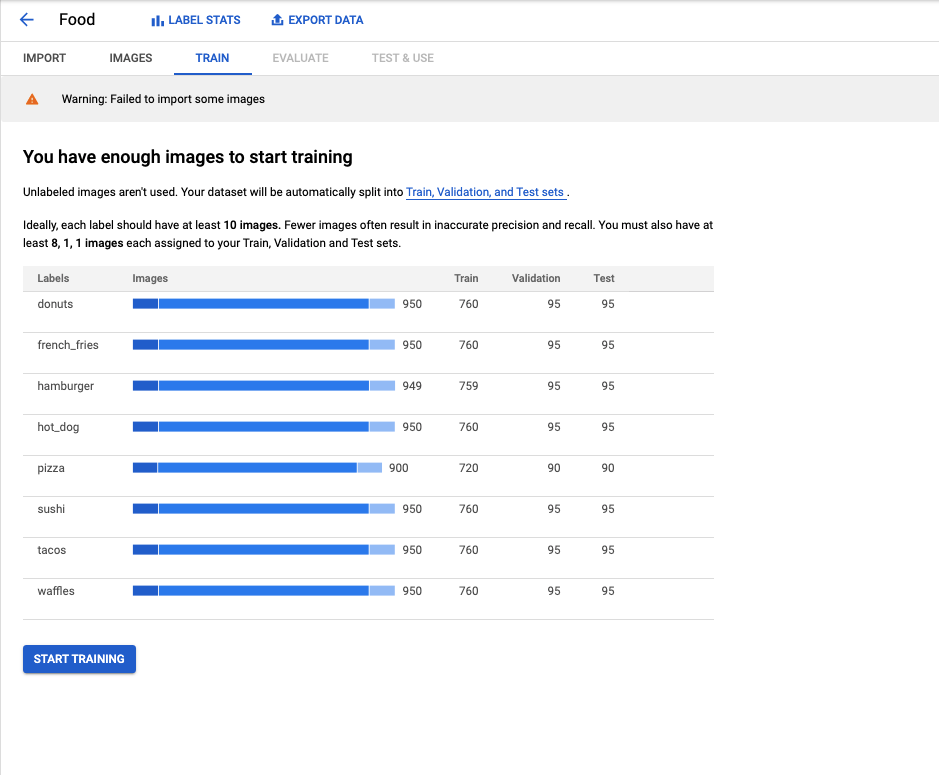 Food LABEL STATS EXPORT DATA
IMPORT IMAGES TRAIN EVALUATE TEST & USE
Warning: Failed to import some images
You have enough images to start training
Unlabeled images aren't used. Your dataset will be automatically split into Train, Validation, and Test sets .
Ideally, each label should have at least 10 images. Fewer images often result in inaccurate precision and recall. You must also have at
least 8, 1, 1 images each assigned to your Train, Validation and Test sets.
Labels Images Train Validation Test
donuts 950 760 95 95
french_fries 950 760 95 95
hamburger 949 759 95 95
hot_dog 950 760 95 95
pizza 900 720 90 90
sushi 950 760 95 95
tacos 950 760 95 95
waffles 950 760 95 95
START TRAINING